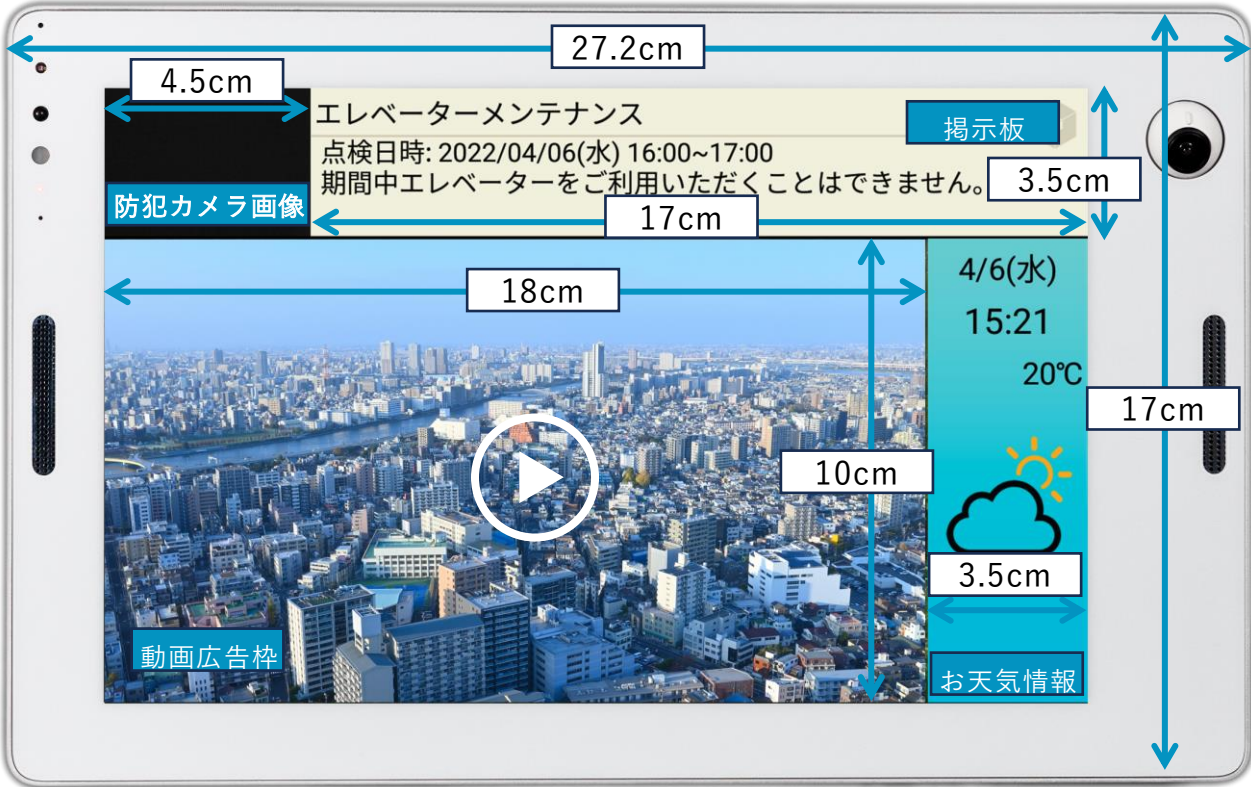 27.2cm
4.5cm
エレベーターメンテナンス
掲示板
点検日時: 2022/04/06(水) 16:00~17:00
期間中エレベーターをご利用いただくことはできません。
3.5cm
防犯カメラ画像
17cm
18cm
4/6(水)
15:21
20℃
17cm
10cm
3.5cm
動画広告枠
お天気情報